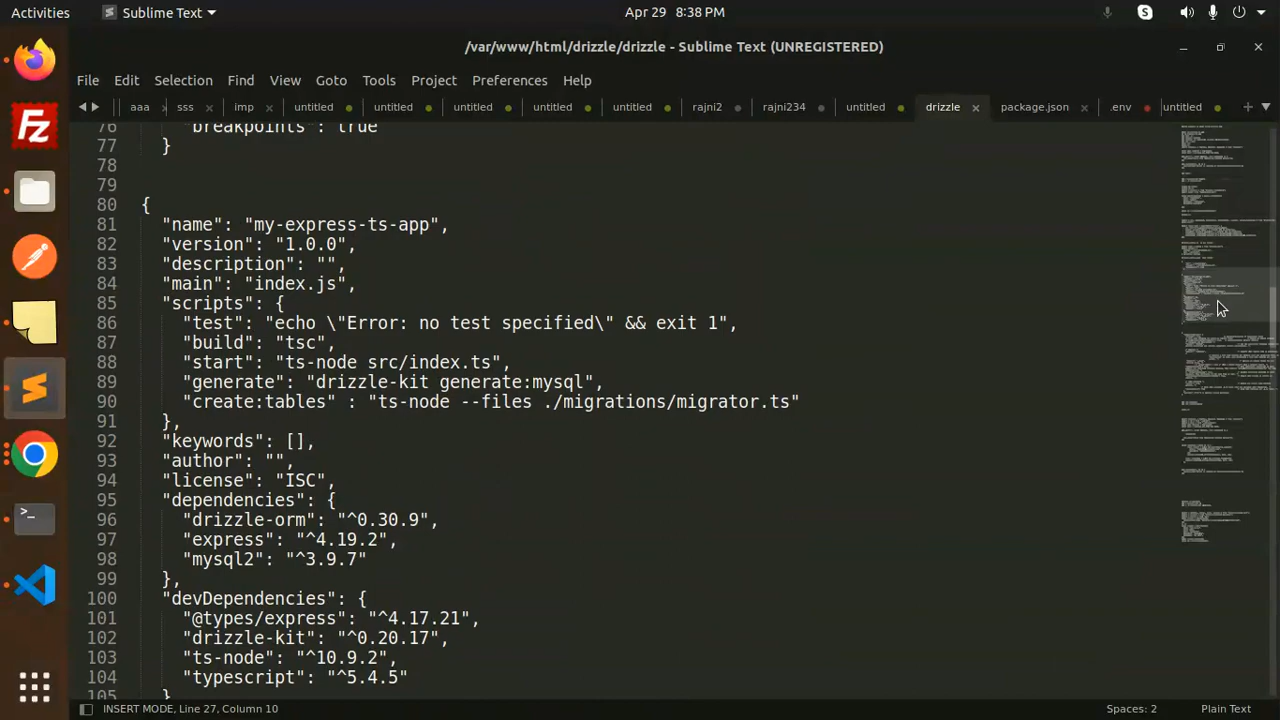 Activities
Sublime Text
Apr 29 8:38 PM
/var/www/html/drizzle/drizzle - Sublime Text (UNREGISTERED)
File Edit Selection Find View Goto Tools Project Preferences Help
aaa sss imp untitled untitled untitled untitled untitled rajni2 rajni234 untitled drizzle package.json .env untitled
76 "breakpoints": true
77 }
78
79
80 {
81 "name": "my-express-ts-app",
82 "version": "1.0.0",
83 "description": "",
84 "main": "index.js",
85 "scripts": {
86 "test": "echo \"Error: no test specified\" && exit 1",
87 "build": "tsc",
88 "start": "ts-node src/index.ts",
89 "generate": "drizzle-kit generate:mysql",
90 "create:tables" : "ts-node --files ./migrations/migrator.ts"
91 },
92 "keywords": [],
93 "author": "",
94 "license": "ISC",
95 "dependencies": {
96 "drizzle-orm": "^0.30.9",
97 "express": "^4.19.2",
98 "mysql2": "^3.9.7"
99 },
100 "devDependencies": {
101 "@types/express": "^4.17.21",
102 "drizzle-kit": "^0.20.17",
103 "ts-node": "^10.9.2",
104 "typescript": "^5.4.5"
105 }
INSERT MODE, Line 27, Column 10
Spaces: 2
Plain Text